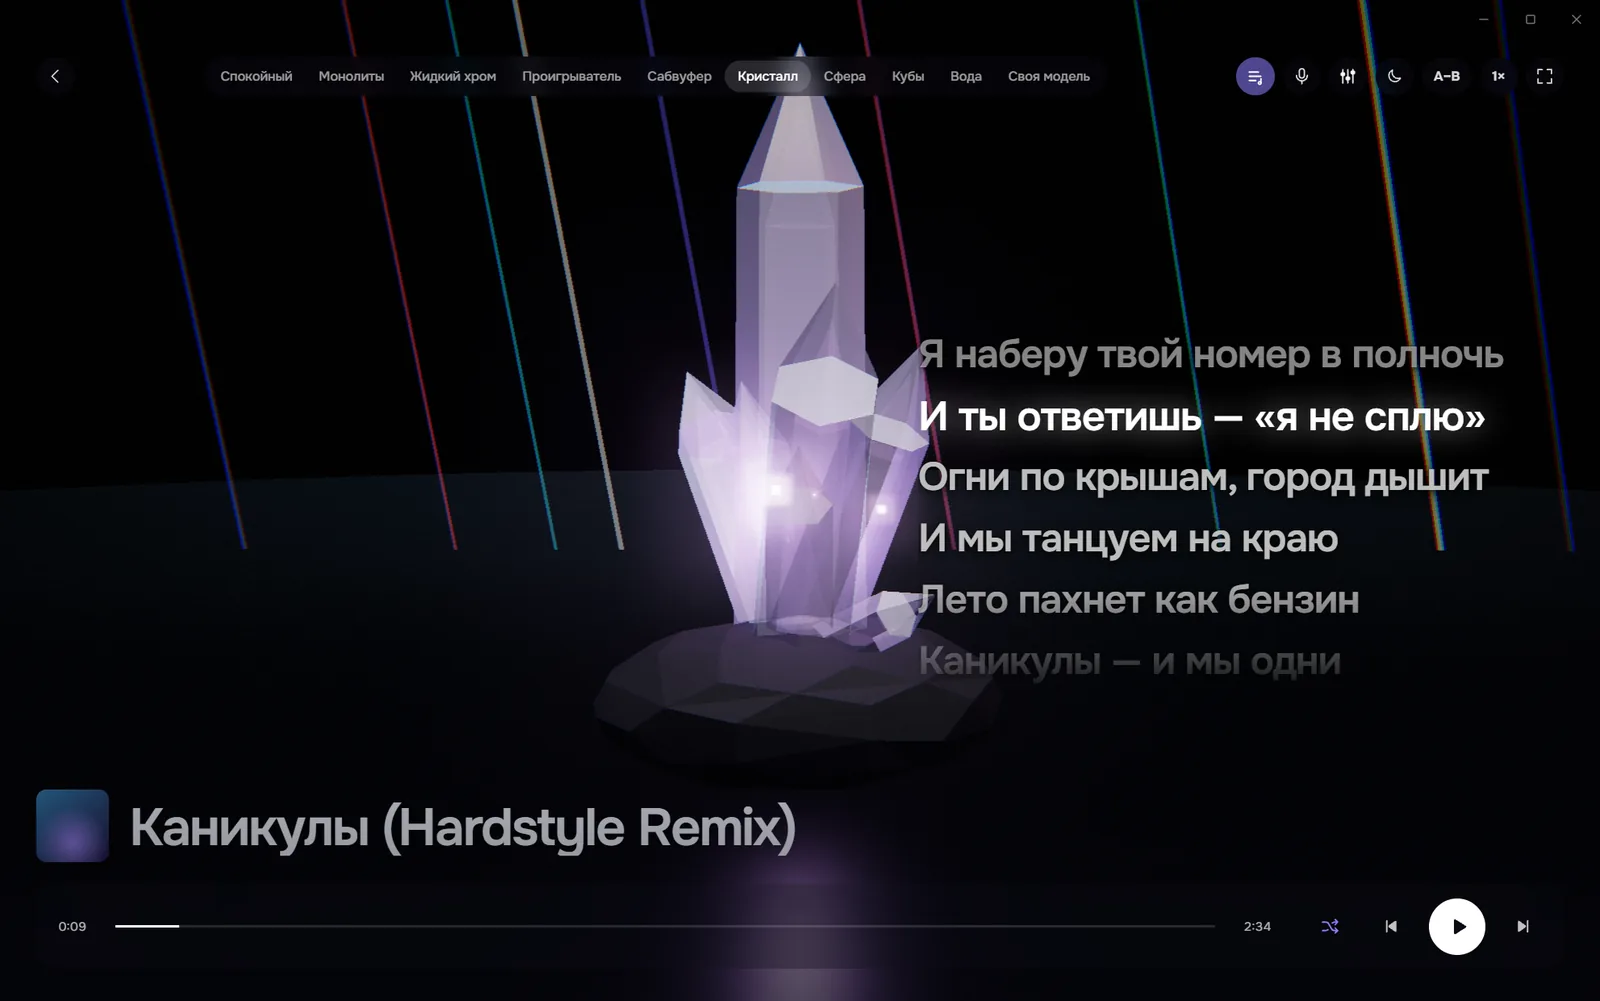 Спокойный Монолиты Жидкий хром Проигрыватель Сабвуфер Кристалл Сфера Кубы Вода Своя модель A–B 1×
Я наберу твой номер в полночь
И ты ответишь — «я не сплю»
Огни по крышам, город дышит
И мы танцуем на краю
Лето пахнет как бензин
Каникулы — и мы одни
Каникулы (Hardstyle Remix)
0:09 2:34